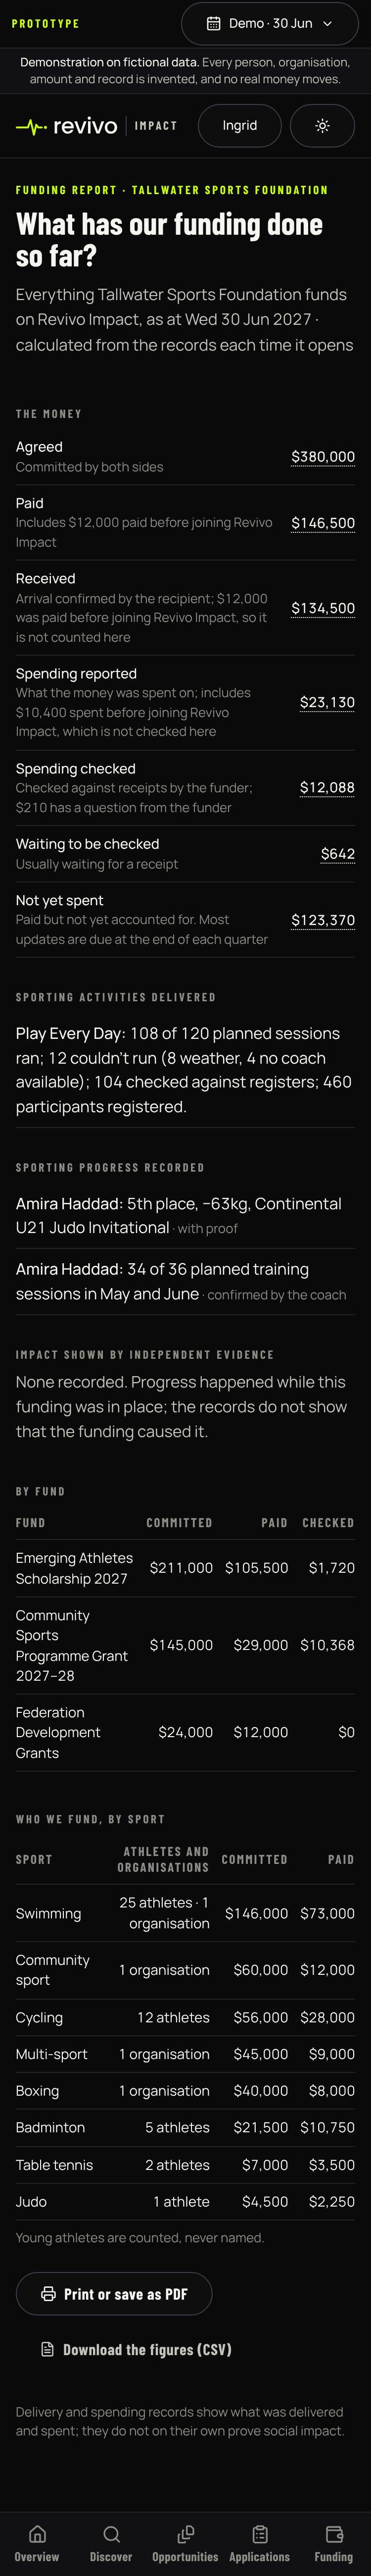 PROTOTYPE
Demo · 30 Jun
Demonstration on fictional data. Every person, organisation,
amount and record is invented, and no real money moves.
revivo
IMPACT
Ingrid
FUNDING REPORT · TALLWATER SPORTS FOUNDATION
What has our funding done
so far?
Everything Tallwater Sports Foundation funds
on Revivo Impact, as at Wed 30 Jun 2027 ·
calculated from the records each time it opens
THE MONEY
Agreed
Committed by both sides
$380,000
Paid
Includes $12,000 paid before joining Revivo
Impact
$146,500
Received
Arrival confirmed by the recipient; $12,000
was paid before joining Revivo Impact, so it
is not counted here
$134,500
Spending reported
What the money was spent on; includes
$10,400 spent before joining Revivo
Impact, which is not checked here
$23,130
Spending checked
Checked against receipts by the funder;
$210 has a question from the funder
$12,088
Waiting to be checked
Usually waiting for a receipt
$642
Not yet spent
Paid but not yet accounted for. Most
updates are due at the end of each quarter
$123,370
SPORTING ACTIVITIES DELIVERED
Play Every Day: 108 of 120 planned sessions
ran; 12 couldn't run (8 weather, 4 no coach
available); 104 checked against registers; 460
participants registered.
SPORTING PROGRESS RECORDED
Amira Haddad: 5th place, −63kg, Continental
U21 Judo Invitational · with proof
Amira Haddad: 34 of 36 planned training
sessions in May and June · confirmed by the coach
IMPACT SHOWN BY INDEPENDENT EVIDENCE
None recorded. Progress happened while this
funding was in place; the records do not show
that the funding caused it.
BY FUND
FUND COMMITTED PAID CHECKED
Emerging Athletes
Scholarship 2027
$211,000 $105,500 $1,720
Community
Sports
Programme Grant
2027–28
$145,000 $29,000 $10,368
Federation
Development
Grants
$24,000 $12,000 $0
WHO WE FUND, BY SPORT
SPORT
ATHLETES AND
ORGANISATIONS
COMMITTED PAID
Swimming
25 athletes · 1
organisation
$146,000 $73,000
Community
sport
1 organisation $60,000 $12,000
Cycling 12 athletes $56,000 $28,000
Multi-sport 1 organisation $45,000 $9,000
Boxing 1 organisation $40,000 $8,000
Badminton 5 athletes $21,500 $10,750
Table tennis 2 athletes $7,000 $3,500
Judo 1 athlete $4,500 $2,250
Young athletes are counted, never named.
Print or save as PDF
Download the figures (CSV)
Delivery and spending records show what was delivered
and spent; they do not on their own prove social impact.
Overview Discover Opportunities Applications Funding